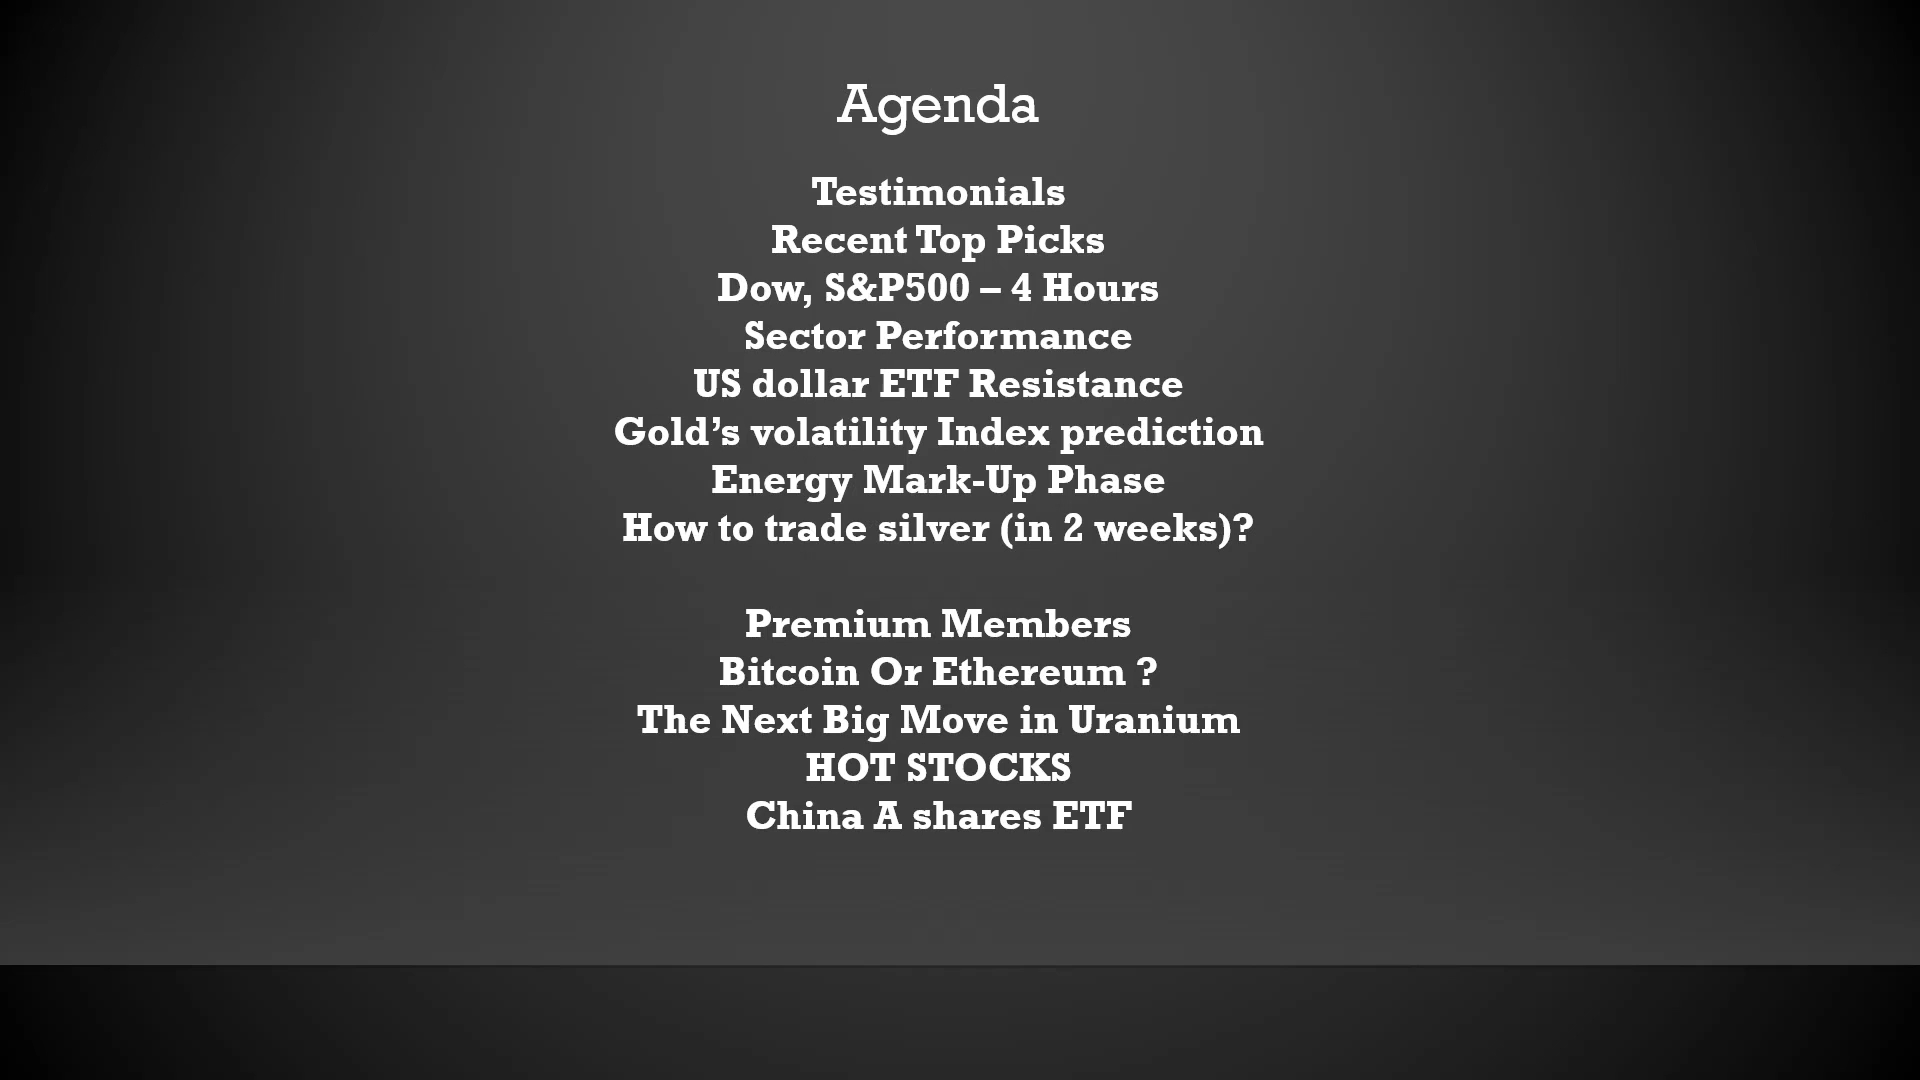 Agenda
Testimonials
Recent Top Picks
Dow, S&P500 – 4 Hours
Sector Performance
US dollar ETF Resistance
Gold’s volatility Index prediction
Energy Mark-Up Phase
How to trade silver (in 2 weeks)?
Premium Members
Bitcoin Or Ethereum ?
The Next Big Move in Uranium
HOT STOCKS
China A shares ETF